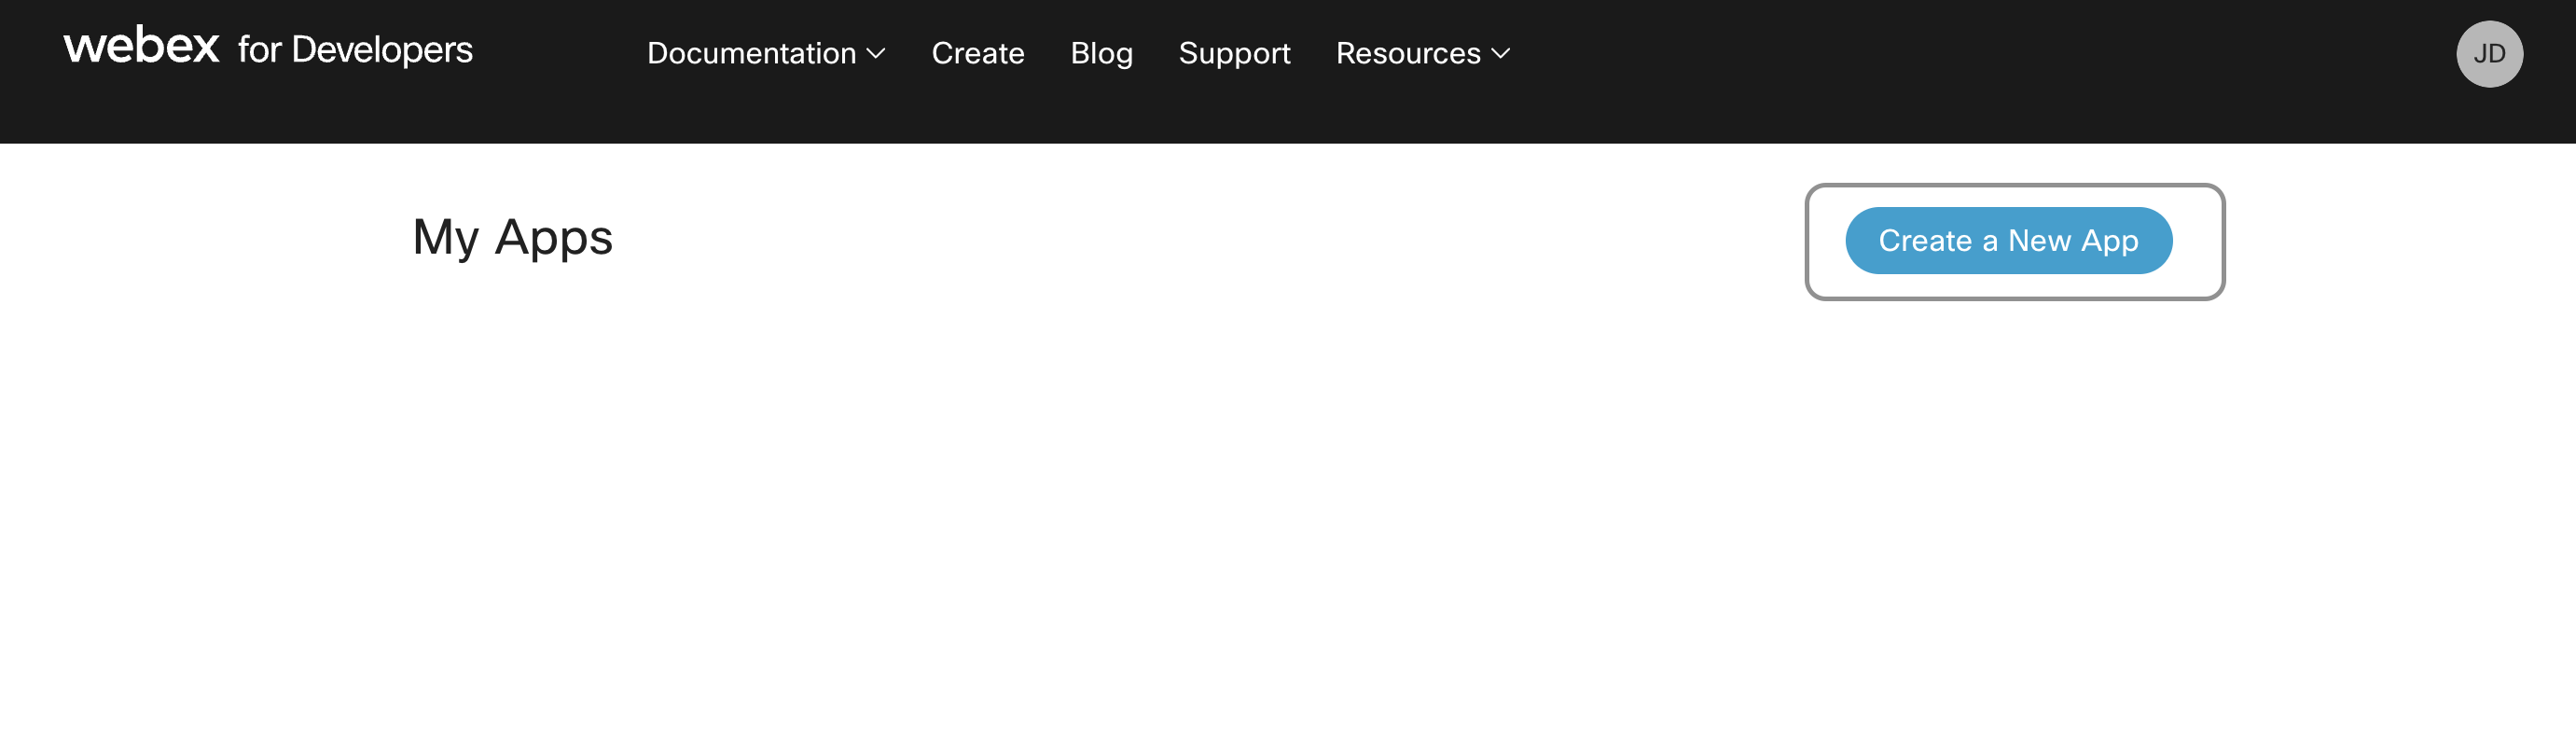 webex for Developers Documentation Create Blog Support Resources JD
My Apps Create a New App